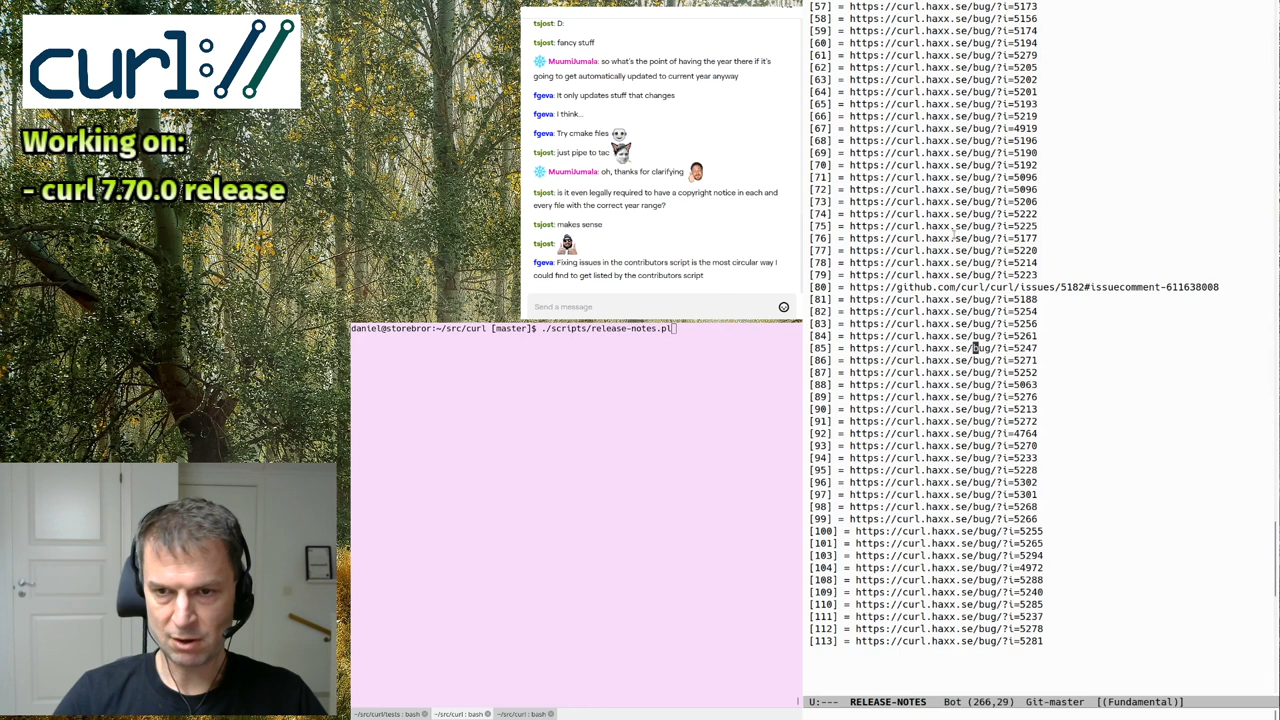 curl://
Working on:
- curl 7.70.0 release
tsjost: D:
tsjost: fancy stuff
MuumiJumala: so what's the point of having the year there if it's
going to get automatically updated to current year anyway
fgeva: It only updates stuff that changes
fgeva: I think...
fgeva: Try cmake files
tsjost: just pipe to tac
MuumiJumala: oh, thanks for clarifying
tsjost: is it even legally required to have a copyright notice in each and
every file with the correct year range?
tsjost: makes sense
tsjost:
fgeva: Fixing issues in the contributors script is the most circular way I
could find to get listed by the contributors script
Send a message
daniel@storebror:~/src/curl [master]$ ./scripts/release-notes.pl
~/src/curl/tests : bash
~/src/curl : bash
~/src/curl : bash
[57] = https://curl.haxx.se/bug/?i=5173
[58] = https://curl.haxx.se/bug/?i=5156
[59] = https://curl.haxx.se/bug/?i=5174
[60] = https://curl.haxx.se/bug/?i=5194
[61] = https://curl.haxx.se/bug/?i=5279
[62] = https://curl.haxx.se/bug/?i=5205
[63] = https://curl.haxx.se/bug/?i=5202
[64] = https://curl.haxx.se/bug/?i=5201
[65] = https://curl.haxx.se/bug/?i=5193
[66] = https://curl.haxx.se/bug/?i=5219
[67] = https://curl.haxx.se/bug/?i=4919
[68] = https://curl.haxx.se/bug/?i=5196
[69] = https://curl.haxx.se/bug/?i=5190
[70] = https://curl.haxx.se/bug/?i=5192
[71] = https://curl.haxx.se/bug/?i=5096
[72] = https://curl.haxx.se/bug/?i=5096
[73] = https://curl.haxx.se/bug/?i=5206
[74] = https://curl.haxx.se/bug/?i=5222
[75] = https://curl.haxx.se/bug/?i=5225
[76] = https://curl.haxx.se/bug/?i=5177
[77] = https://curl.haxx.se/bug/?i=5220
[78] = https://curl.haxx.se/bug/?i=5214
[79] = https://curl.haxx.se/bug/?i=5223
[80] = https://github.com/curl/curl/issues/5182#issuecomment-611638008
[81] = https://curl.haxx.se/bug/?i=5188
[82] = https://curl.haxx.se/bug/?i=5254
[83] = https://curl.haxx.se/bug/?i=5256
[84] = https://curl.haxx.se/bug/?i=5261
[85] = https://curl.haxx.se/bug/?i=5247
[86] = https://curl.haxx.se/bug/?i=5271
[87] = https://curl.haxx.se/bug/?i=5252
[88] = https://curl.haxx.se/bug/?i=5063
[89] = https://curl.haxx.se/bug/?i=5276
[90] = https://curl.haxx.se/bug/?i=5213
[91] = https://curl.haxx.se/bug/?i=5272
[92] = https://curl.haxx.se/bug/?i=4764
[93] = https://curl.haxx.se/bug/?i=5270
[94] = https://curl.haxx.se/bug/?i=5233
[95] = https://curl.haxx.se/bug/?i=5228
[96] = https://curl.haxx.se/bug/?i=5302
[97] = https://curl.haxx.se/bug/?i=5301
[98] = https://curl.haxx.se/bug/?i=5268
[99] = https://curl.haxx.se/bug/?i=5266
[100] = https://curl.haxx.se/bug/?i=5255
[101] = https://curl.haxx.se/bug/?i=5265
[103] = https://curl.haxx.se/bug/?i=5294
[104] = https://curl.haxx.se/bug/?i=4972
[108] = https://curl.haxx.se/bug/?i=5288
[109] = https://curl.haxx.se/bug/?i=5240
[110] = https://curl.haxx.se/bug/?i=5285
[111] = https://curl.haxx.se/bug/?i=5237
[112] = https://curl.haxx.se/bug/?i=5278
[113] = https://curl.haxx.se/bug/?i=5281
U:--- RELEASE-NOTES Bot (266,29) Git-master [(Fundamental)]